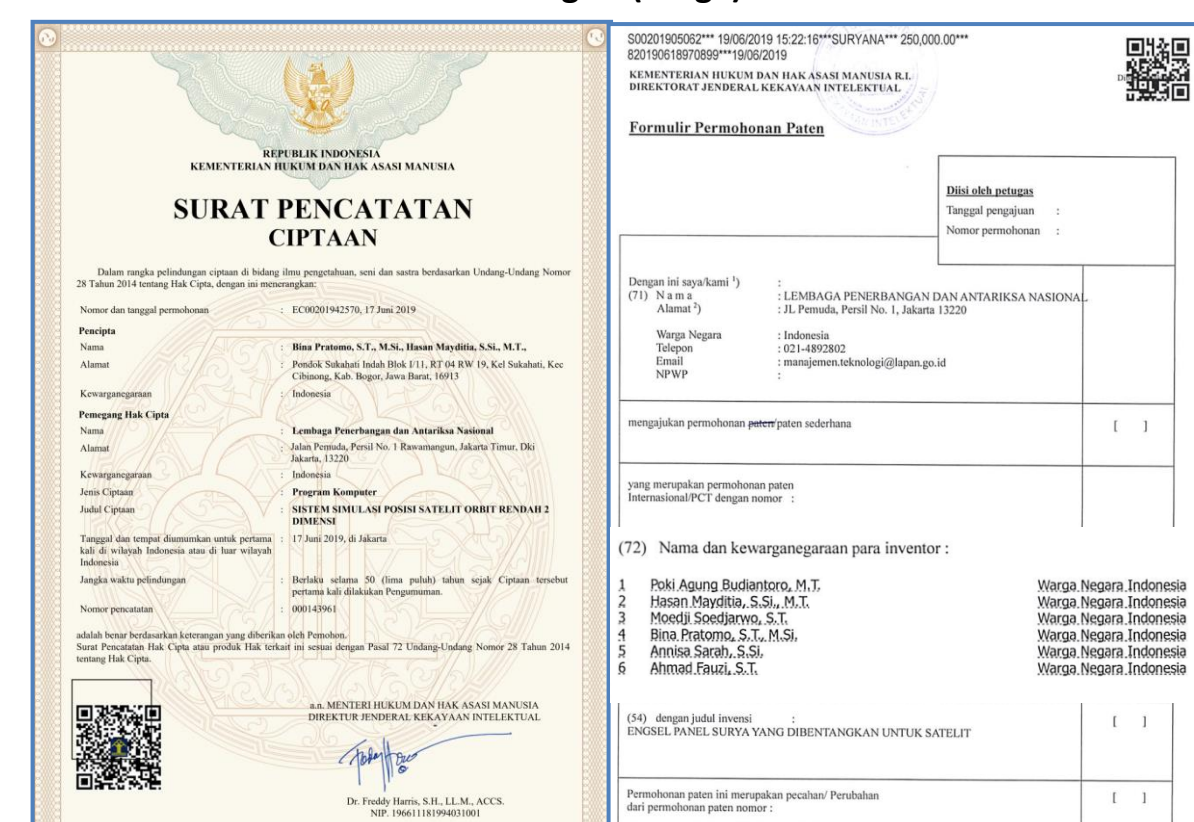 REPUBLIK INDONESIA
KEMENTERIAN HUKUM DAN HAK ASASI MANUSIA
SURAT PENCATATAN
CIPTAAN
Dalam rangka pelindungan ciptaan di bidang ilmu pengetahuan, seni dan sastra berdasarkan Undang-Undang Nomor
28 Tahun 2014 tentang Hak Cipta, dengan ini menerangkan:
Nomor dan tanggal permohonan : EC00201942570, 17 Juni 2019
Pencipta
Nama : Bina Pratomo, S.T., M.Si., Hasan Mayditia, S.Si., M.T.,
Alamat : Pondok Sukahati Indah Blok I/11, RT 04 RW 19, Kel Sukahati, Kec
Cibinong, Kab. Bogor, Jawa Barat, 16913
Kewarganegaraan : Indonesia
Pemegang Hak Cipta
Nama : Lembaga Penerbangan dan Antariksa Nasional
Alamat : Jalan Pemuda, Persil No. 1 Rawamangun, Jakarta Timur, Dki
Jakarta, 13220
Kewarganegaraan : Indonesia
Jenis Ciptaan : Program Komputer
Judul Ciptaan : SISTEM SIMULASI POSISI SATELIT ORBIT RENDAH 2
DIMENSI
Tanggal dan tempat diumumkan untuk pertama : 17 Juni 2019, di Jakarta
kali di wilayah Indonesia atau di luar wilayah
Indonesia
Jangka waktu pelindungan : Berlaku selama 50 (lima puluh) tahun sejak Ciptaan tersebut
pertama kali dilakukan Pengumuman.
Nomor pencatatan : 000143961
adalah benar berdasarkan keterangan yang diberikan oleh Pemohon.
Surat Pencatatan Hak Cipta atau produk Hak terkait ini sesuai dengan Pasal 72 Undang-Undang Nomor 28 Tahun 2014
tentang Hak Cipta.
a.n. MENTERI HUKUM DAN HAK ASASI MANUSIA
DIREKTUR JENDERAL KEKAYAAN INTELEKTUAL
Dr. Freddy Harris, S.H., LL.M., ACCS.
NIP. 196611181994031001
S00201905062*** 19/06/2019 15:22:16***SURYANA*** 250,000.00***
820190618970899***19/06/2019
KEMENTERIAN HUKUM DAN HAK ASASI MANUSIA R.I.
DIREKTORAT JENDERAL KEKAYAAN INTELEKTUAL
Formulir Permohonan Paten
Diisi oleh petugas
Tanggal pengajuan :
Nomor permohonan :
Dengan ini saya/kami ¹) :
(71) N a m a : LEMBAGA PENERBANGAN DAN ANTARIKSA NASIONAL
Alamat ²) : JL Pemuda, Persil No. 1, Jakarta 13220
Warga Negara : Indonesia
Telepon : 021-4892802
Email : manajemen.teknologi@lapan.go.id
NPWP :
mengajukan permohonan paten/paten sederhana [ ]
yang merupakan permohonan paten
Internasional/PCT dengan nomor :
(72) Nama dan kewarganegaraan para inventor :
1 Poki Agung Budiantoro, M.T. Warga Negara Indonesia
2 Hasan Mayditia, S.Si., M.T. Warga Negara Indonesia
3 Moedji Soedjarwo, S.T. Warga Negara Indonesia
4 Bina Pratomo, S.T., M.Si. Warga Negara Indonesia
5 Annisa Sarah, S.Si. Warga Negara Indonesia
6 Ahmad Fauzi, S.T. Warga Negara Indonesia
(54) dengan judul invensi : [ ]
ENGSEL PANEL SURYA YANG DIBENTANGKAN UNTUK SATELIT
Permohonan paten ini merupakan pecahan/ Perubahan [ ]
dari permohonan paten nomor :